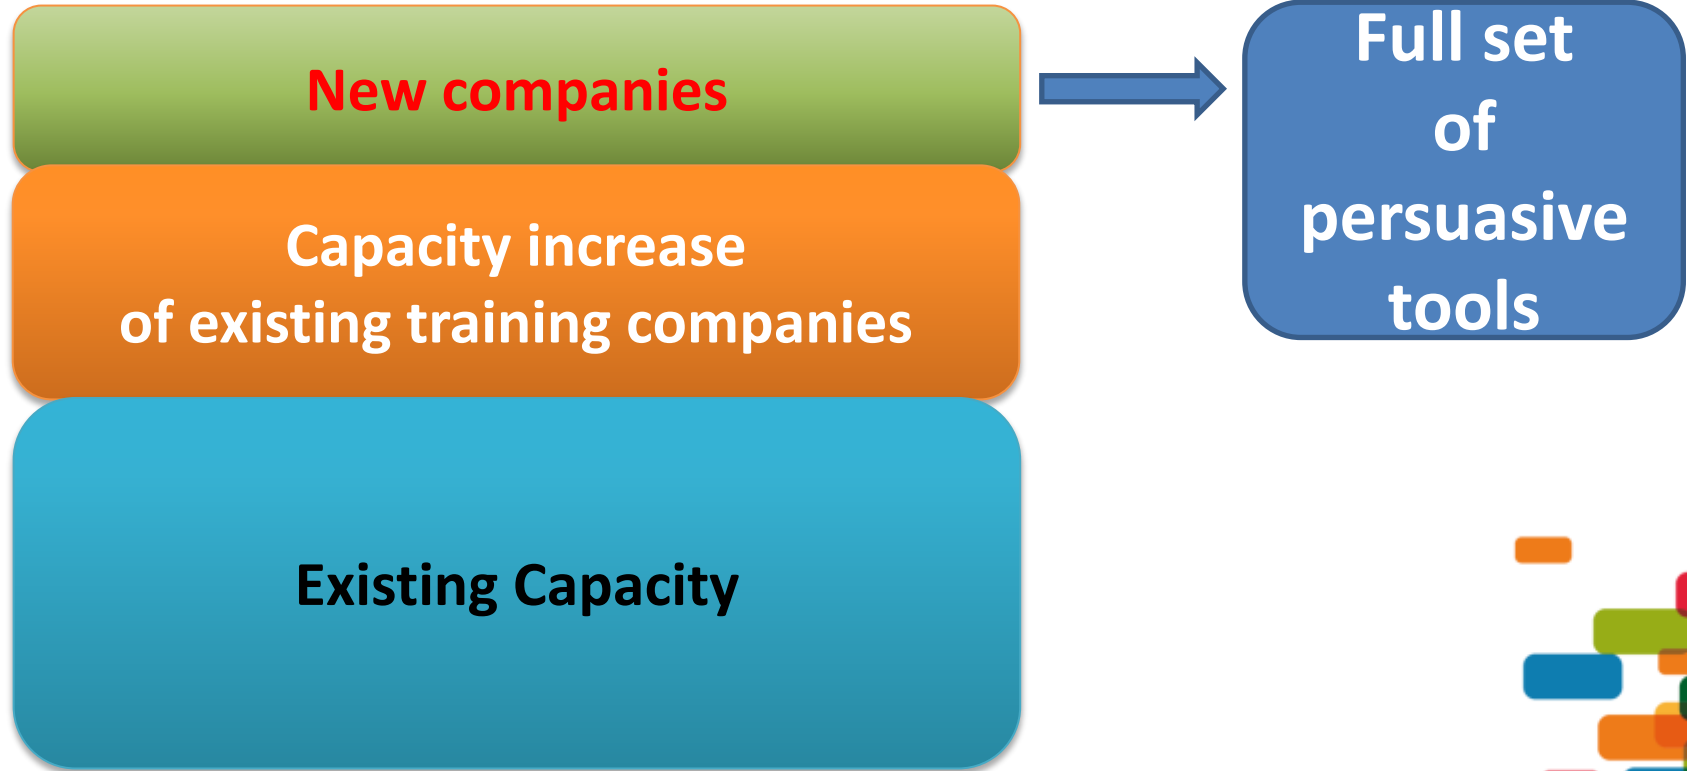 New companies
Full set
of
persuasive
tools
Capacity increase
of existing training companies
Existing Capacity